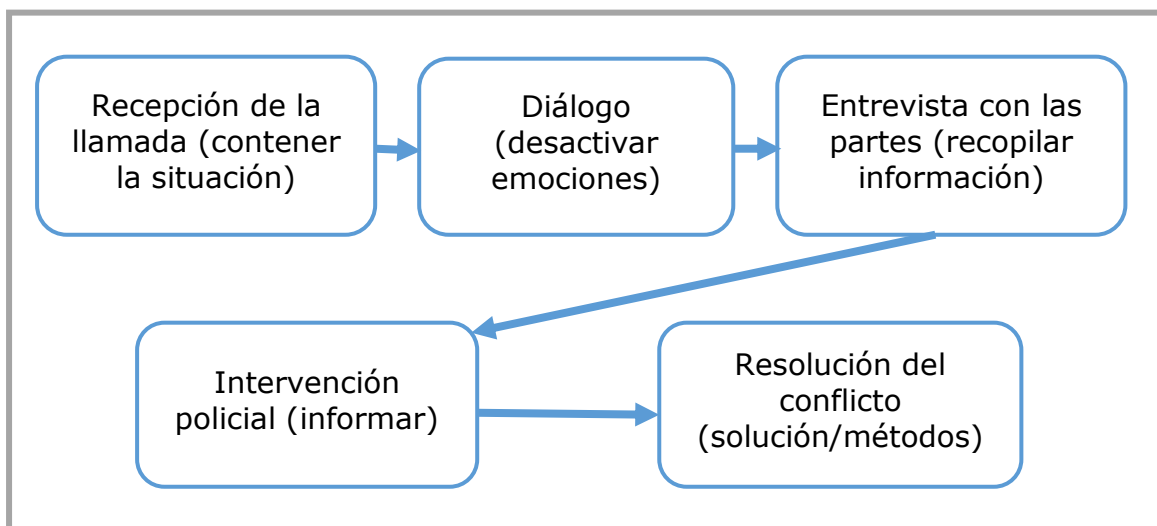 Recepción de la
llamada (contener
la situación)
Diálogo
(desactivar
emociones)
Entrevista con las
partes (recopilar
información)
Intervención
policial (informar)
Resolución del
conflicto
(solución/métodos)